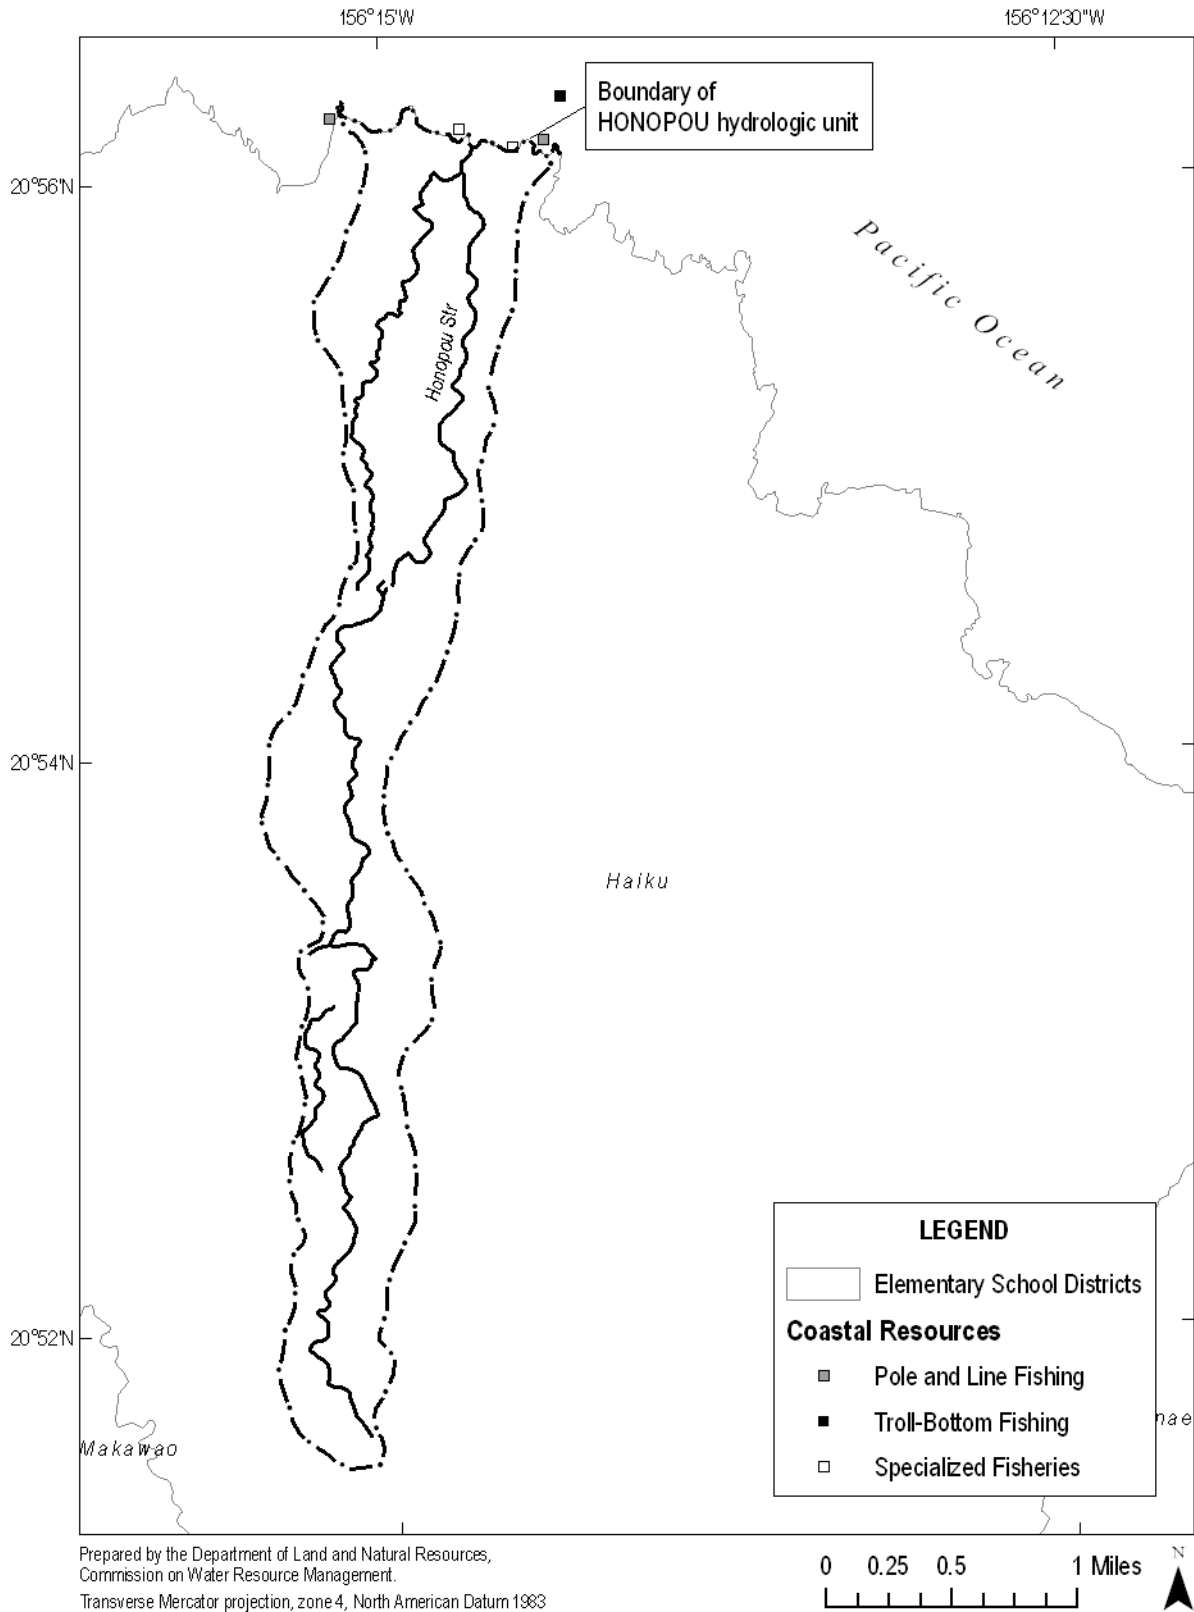 156°15'W
156°12'30"W
Boundary of
HONOPOU hydrologic unit
20°56'N
Pacific Ocean
Honopou Str
20°54'N
Haiku
LEGEND
Elementary School Districts
20°52'N
Coastal Resources
Pole and Line Fishing
Troll-Bottom Fishing
nae
Makawao
Specialized Fisheries
Prepared by the Department of Land and Natural Resources,
Commission on Water Resource Management.
Transverse Mercator projection, zone 4, North American Datum 1983
0 0.25 0.5 1 Miles
N